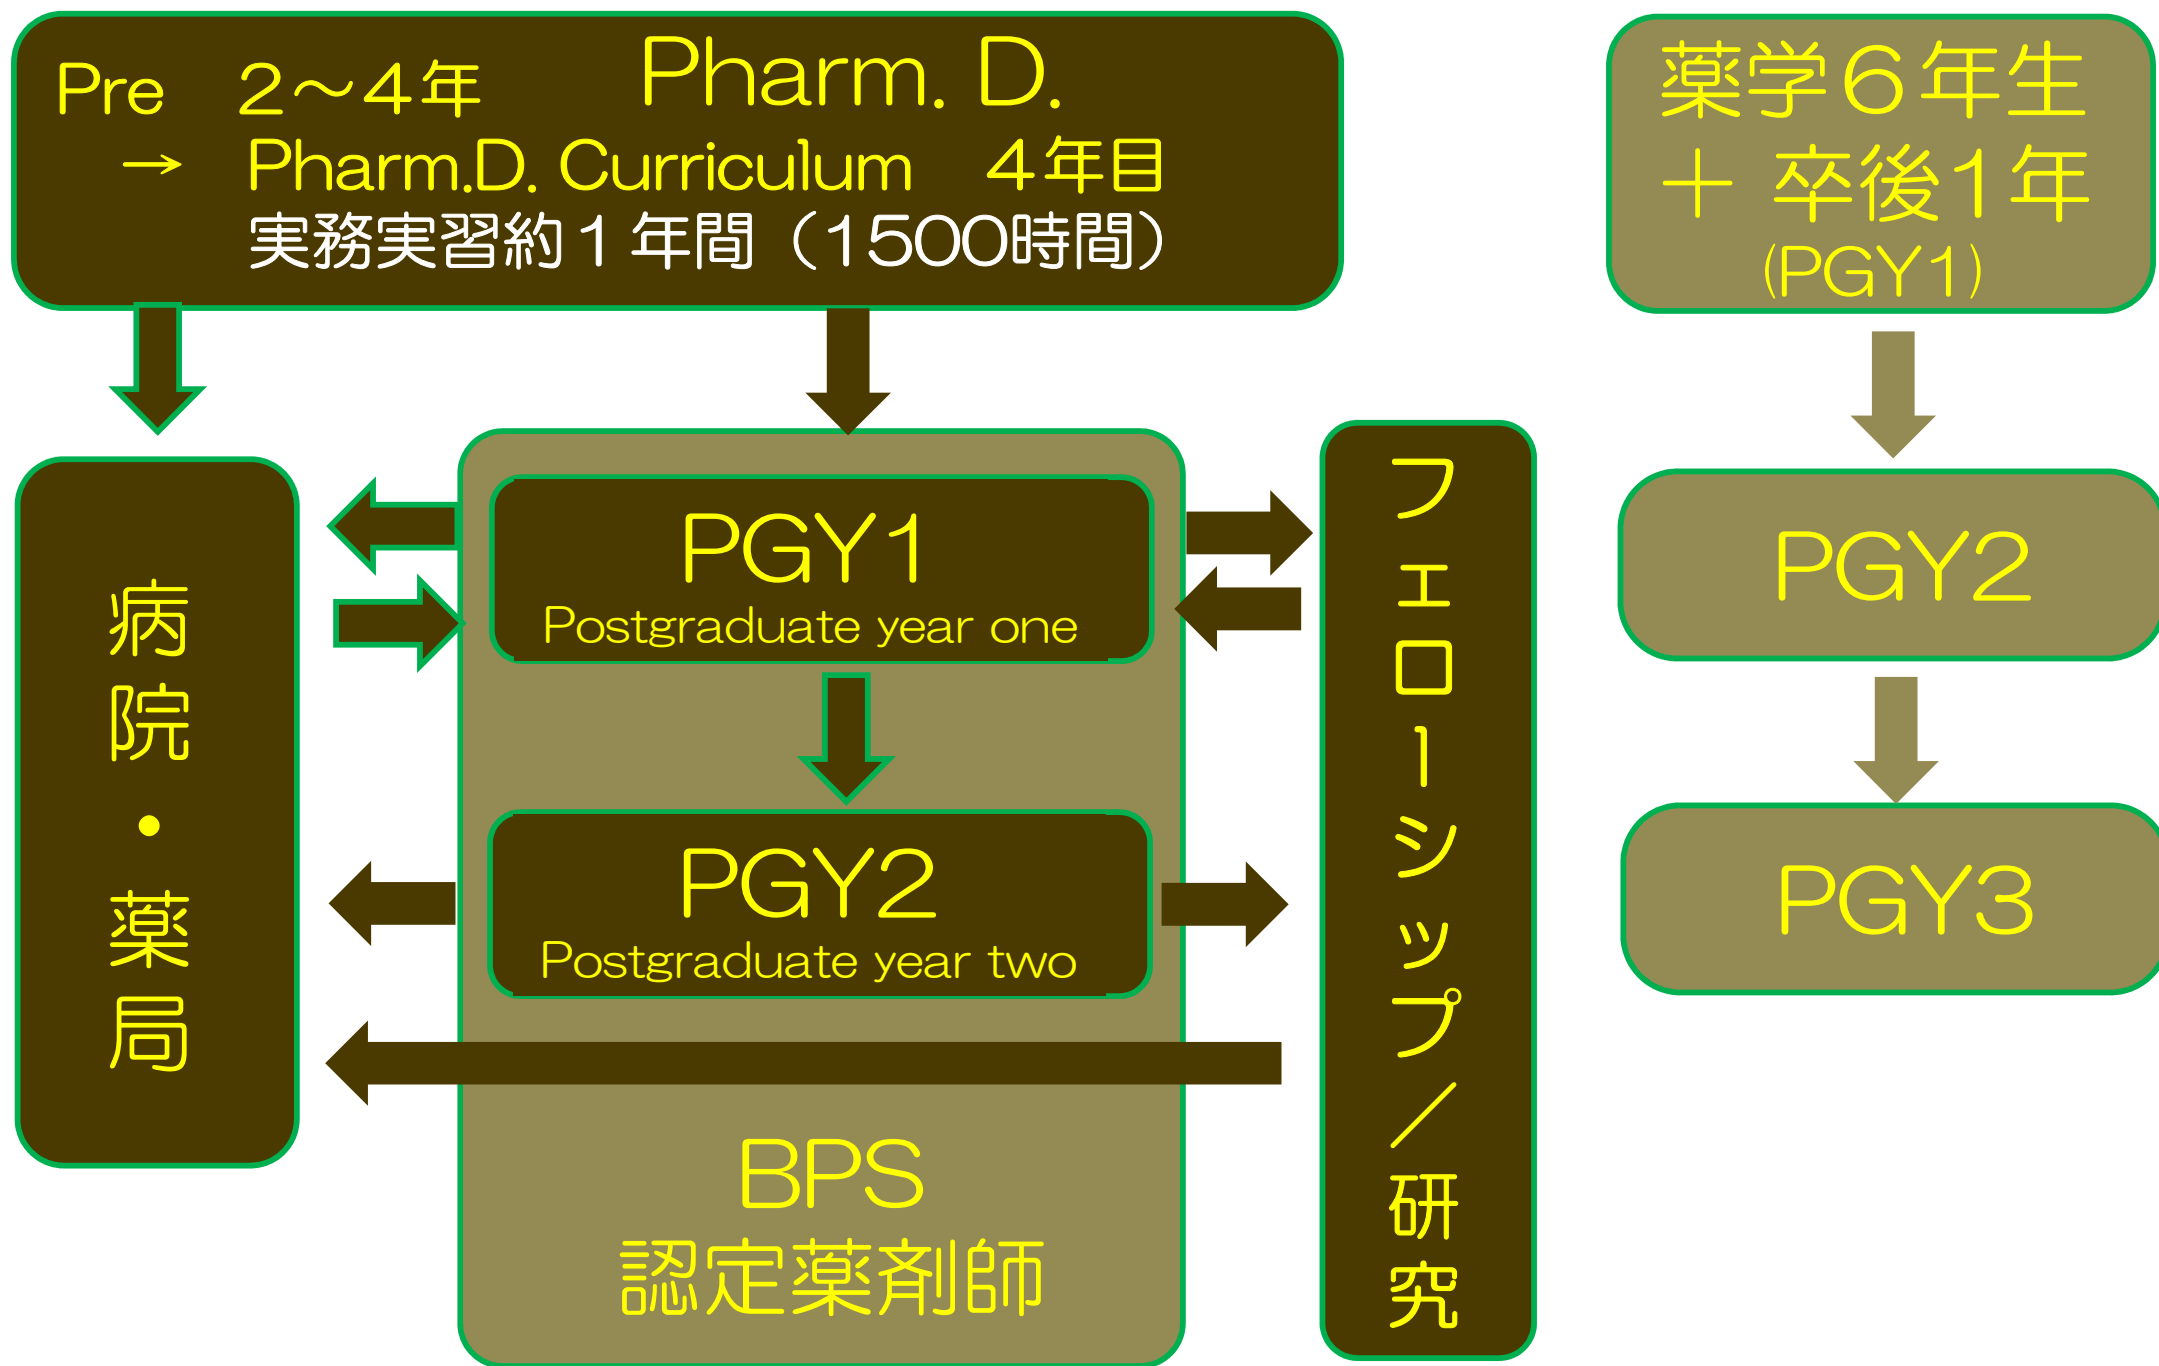 Pre　2～4年　Pharm. D.
→　Pharm.D. Curriculum　4年目
実務実習約1年間（1500時間）
薬学6年生
＋ 卒後1年
(PGY1)
病院・薬局
PGY1
Postgraduate year one
PGY2
Postgraduate year two
BPS
認定薬剤師
フェローシップ／研究
PGY2
PGY3